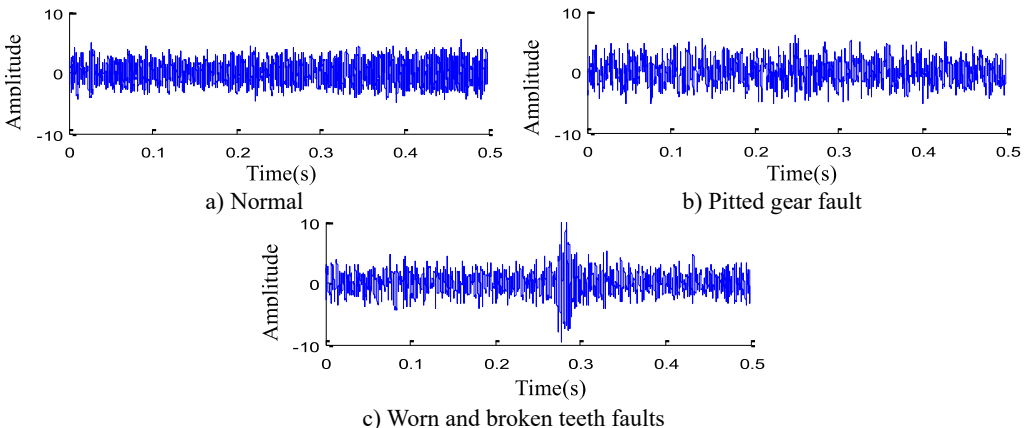 10
0
-10
Amplitude
0 0.1 0.2 0.3 0.4 0.5
Time(s)
a) Normal
10
0
-10
Amplitude
0 0.1 0.2 0.3 0.4 0.5
Time(s)
b) Pitted gear fault
10
0
-10
Amplitude
0 0.1 0.2 0.3 0.4 0.5
Time(s)
c) Worn and broken teeth faults